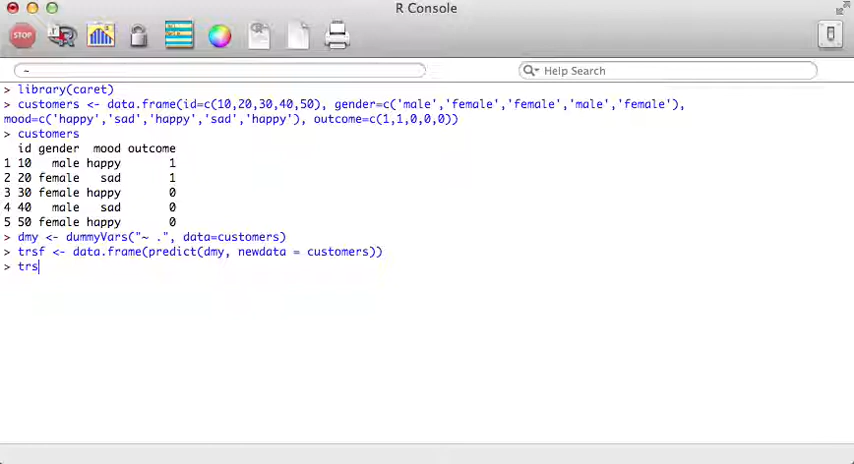 R Console
STOP
~
Help Search
> library(caret)
> customers <- data.frame(id=c(10,20,30,40,50), gender=c('male','female','female','male','female'),
mood=c('happy','sad','happy','sad','happy'), outcome=c(1,1,0,0,0))
> customers
id gender mood outcome
1 10 male happy 1
2 20 female sad 1
3 30 female happy 0
4 40 male sad 0
5 50 female happy 0
> dmy <- dummyVars("~ .", data=customers)
> trsf <- data.frame(predict(dmy, newdata = customers))
> trs